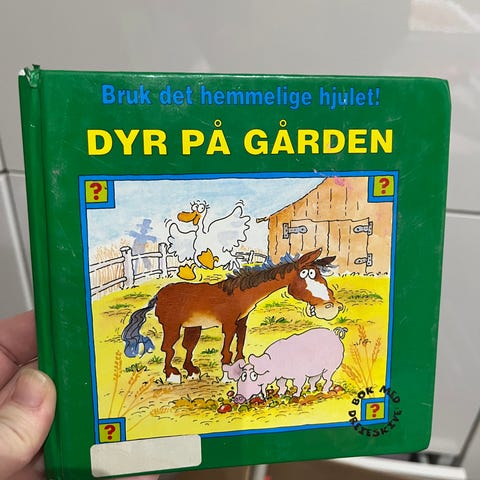 Bruk det hemmelige hjulet!
DYR PÅ GÅRDEN
?
?
?
?
BOK MED
DREIESKIVE!